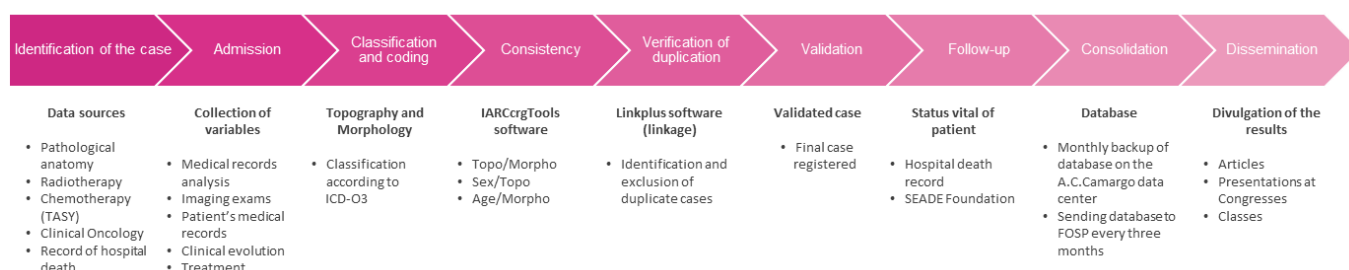 Identification of the case
Admission
Classification
and coding
Consistency
Verification of
duplication
Validation
Follow-up
Consolidation
Dissemination
Data sources
• Pathological
anatomy
• Radiotherapy
• Chemotherapy
(TASY)
• Clinical Oncology
• Record of hospital
death
Collection of
variables
• Medical records
analysis
• Imaging exams
• Patient's medical
records
• Clinical evolution
• Treatment
Topography and
Morphology
• Classification
according to
ICD-O3
IARCcrgTools
software
• Topo/Morpho
• Sex/Topo
• Age/Morpho
Linkplus software
(linkage)
• Identification and
exclusion of
duplicate cases
Validated case
• Final case
registered
Status vital of
patient
• Hospital death
record
• SEADE Foundation
Database
• Monthly backup of
database on the
A.C.Camargo data
center
• Sending database to
FOSP every three
months
Divulgation of the
results
• Articles
• Presentations at
Congresses
• Classes